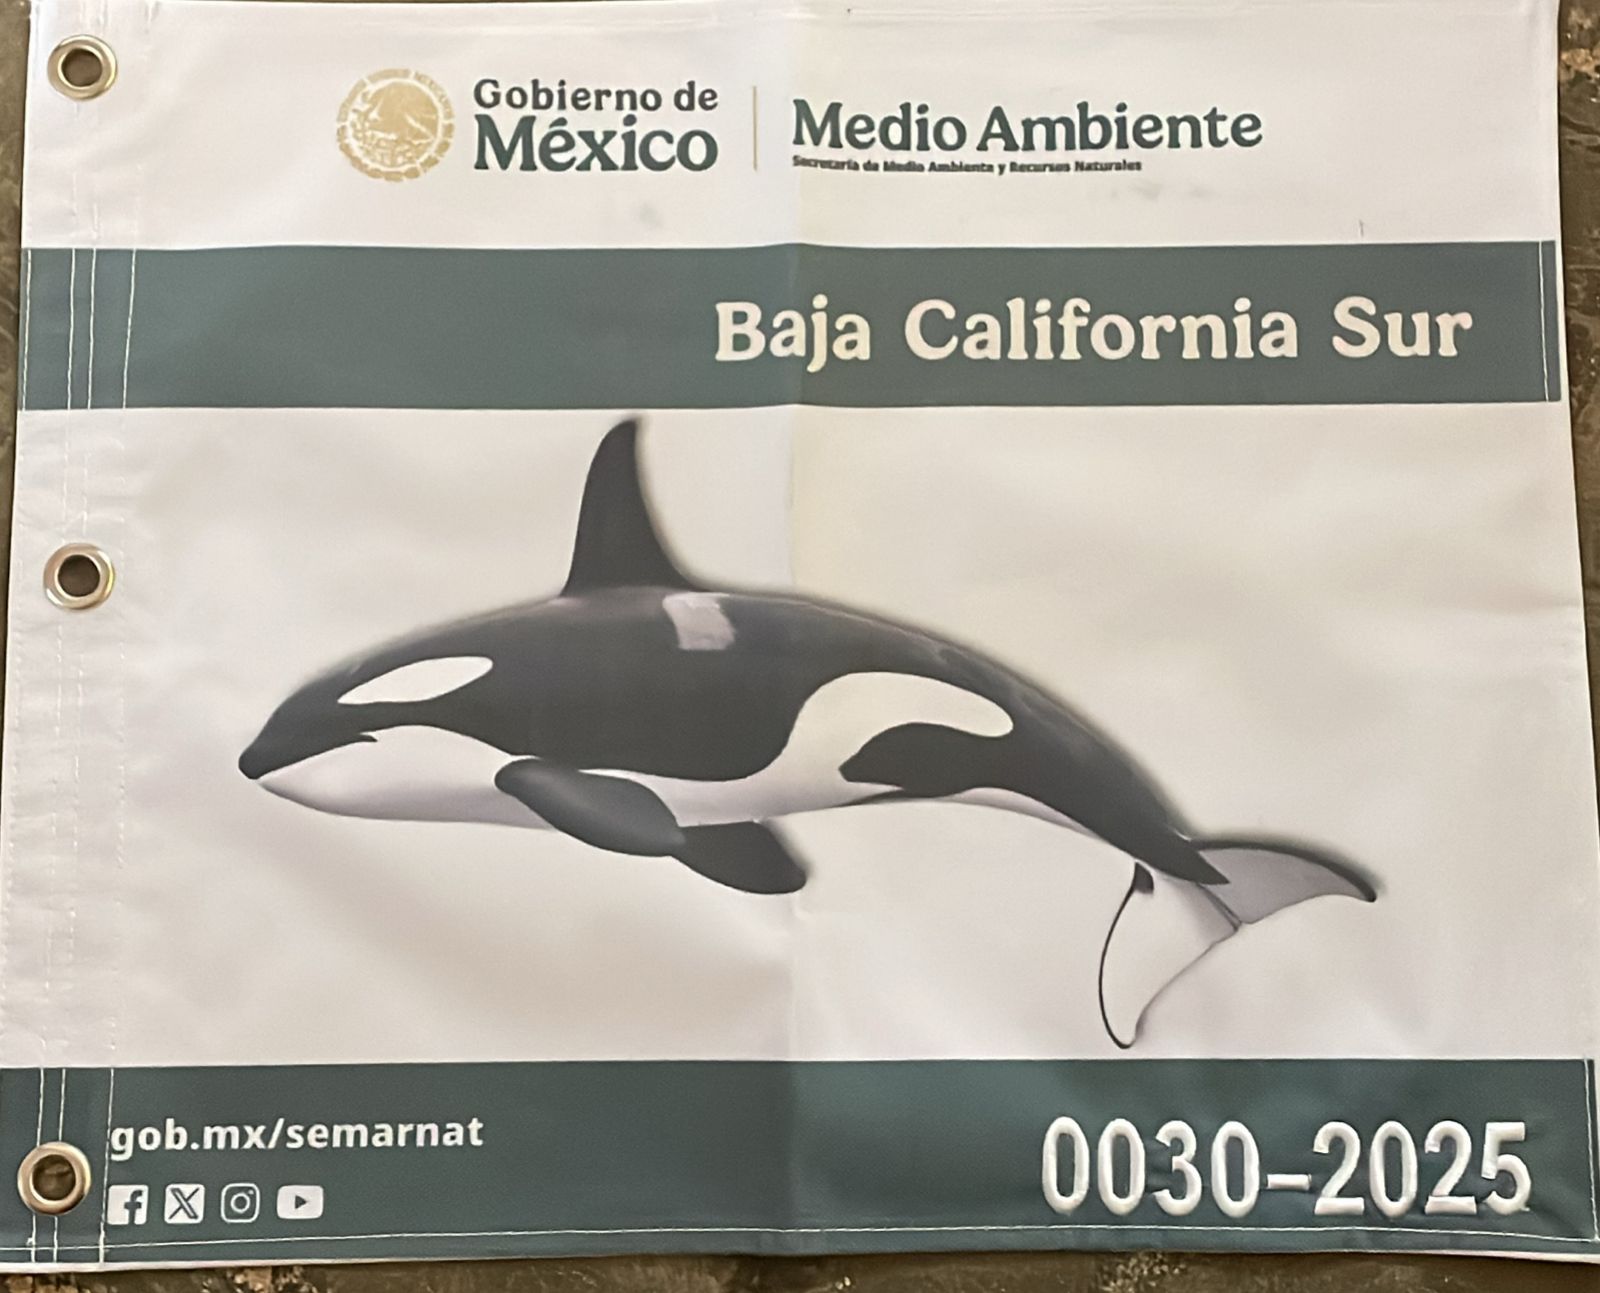 Gobierno de
México
Medio Ambiente
Secretaría de Medio Ambiente y Recursos Naturales
Baja California Sur
gob.mx/semarnat
0030-2025